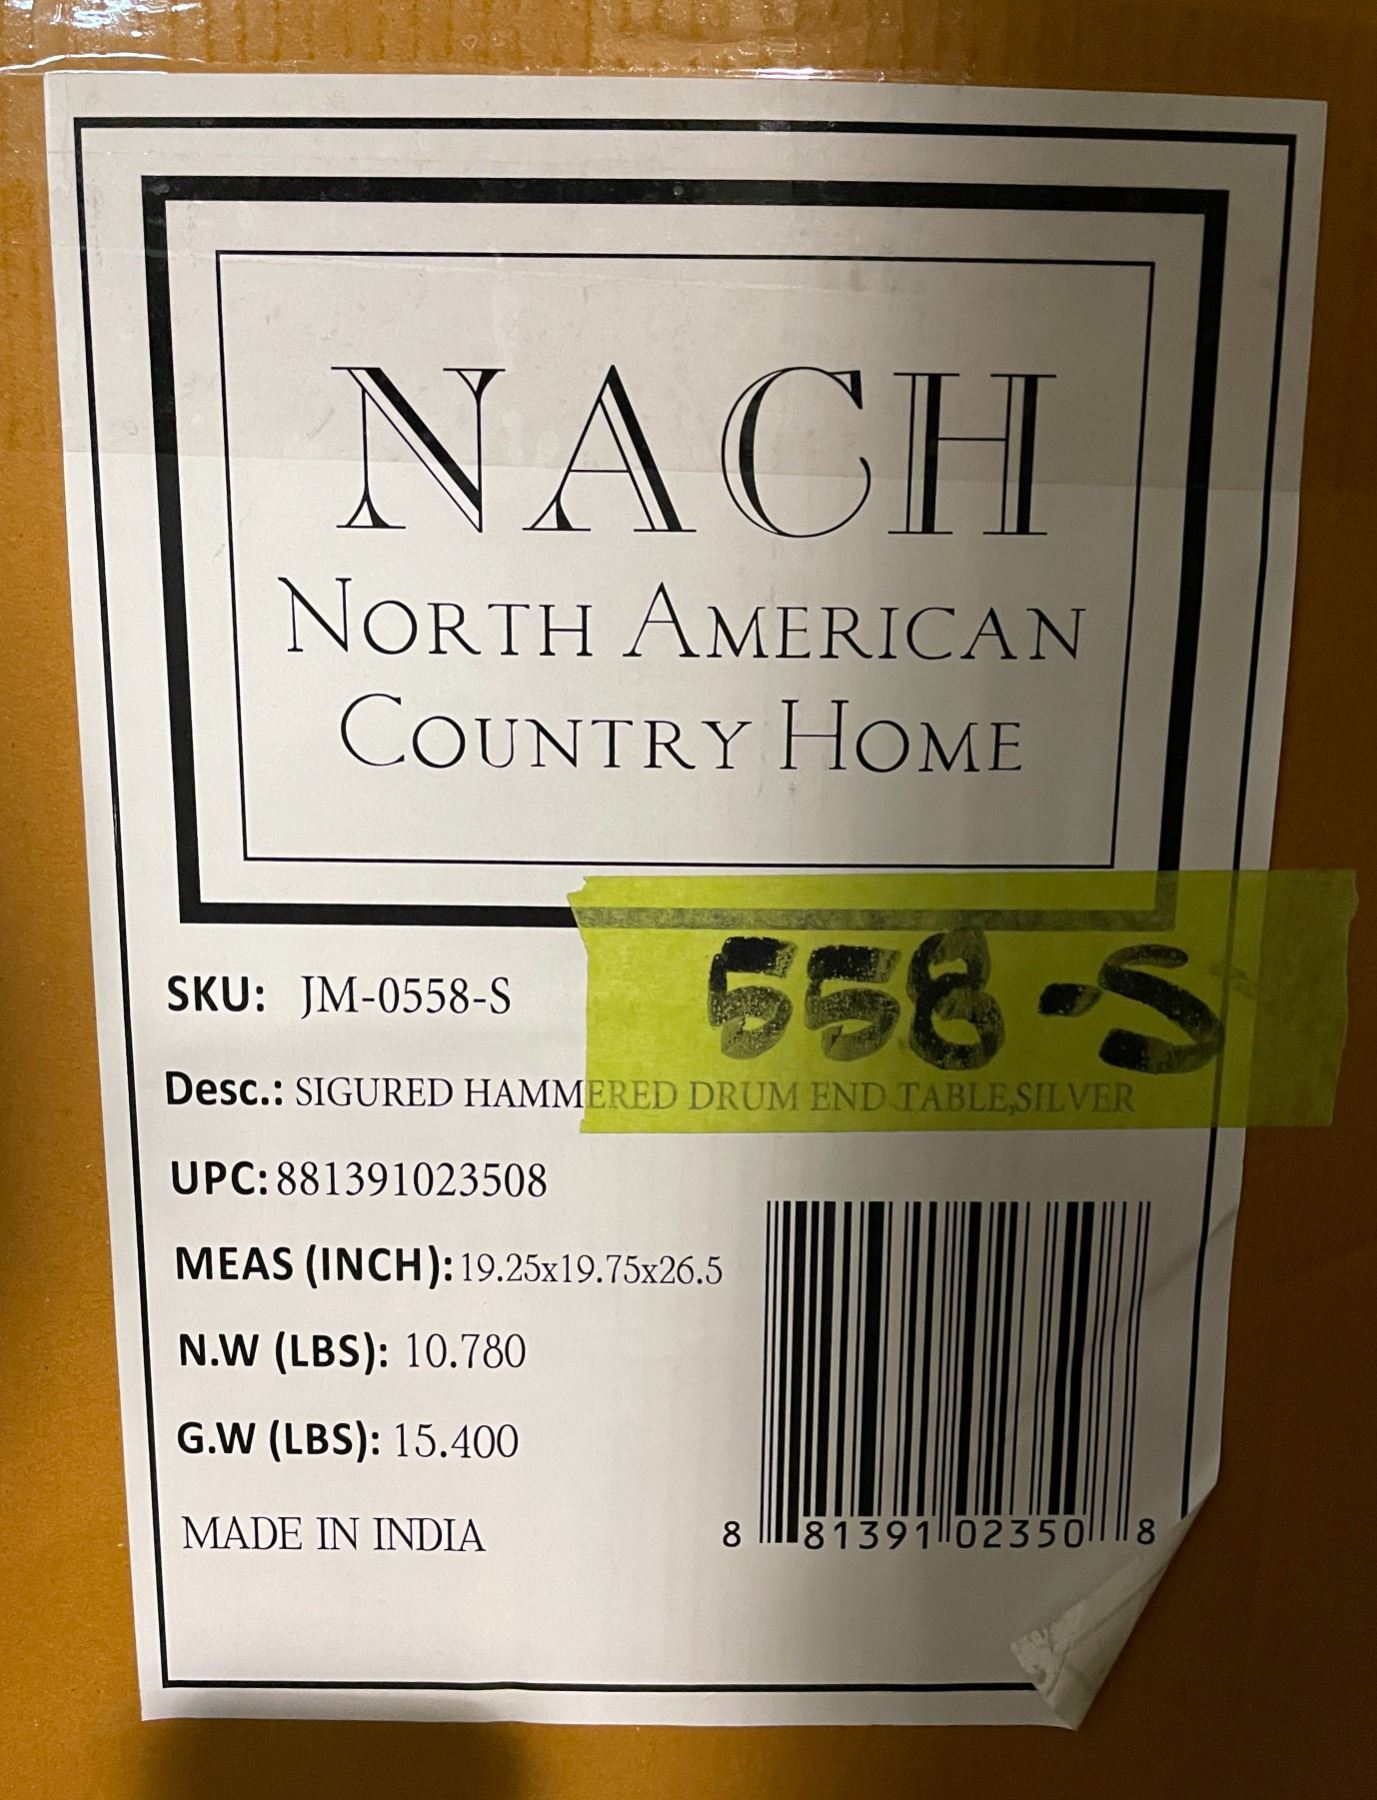 NACH
NORTH AMERICAN
COUNTRY HOME
558-S
SKU: JM-0558-S
Desc.: SIGURED HAMMERED DRUM END TABLE,SILVER
UPC: 881391023508
MEAS (INCH): 19.25x19.75x26.5
N.W (LBS): 10.780
G.W (LBS): 15.400
MADE IN INDIA
8 81391 02350 8